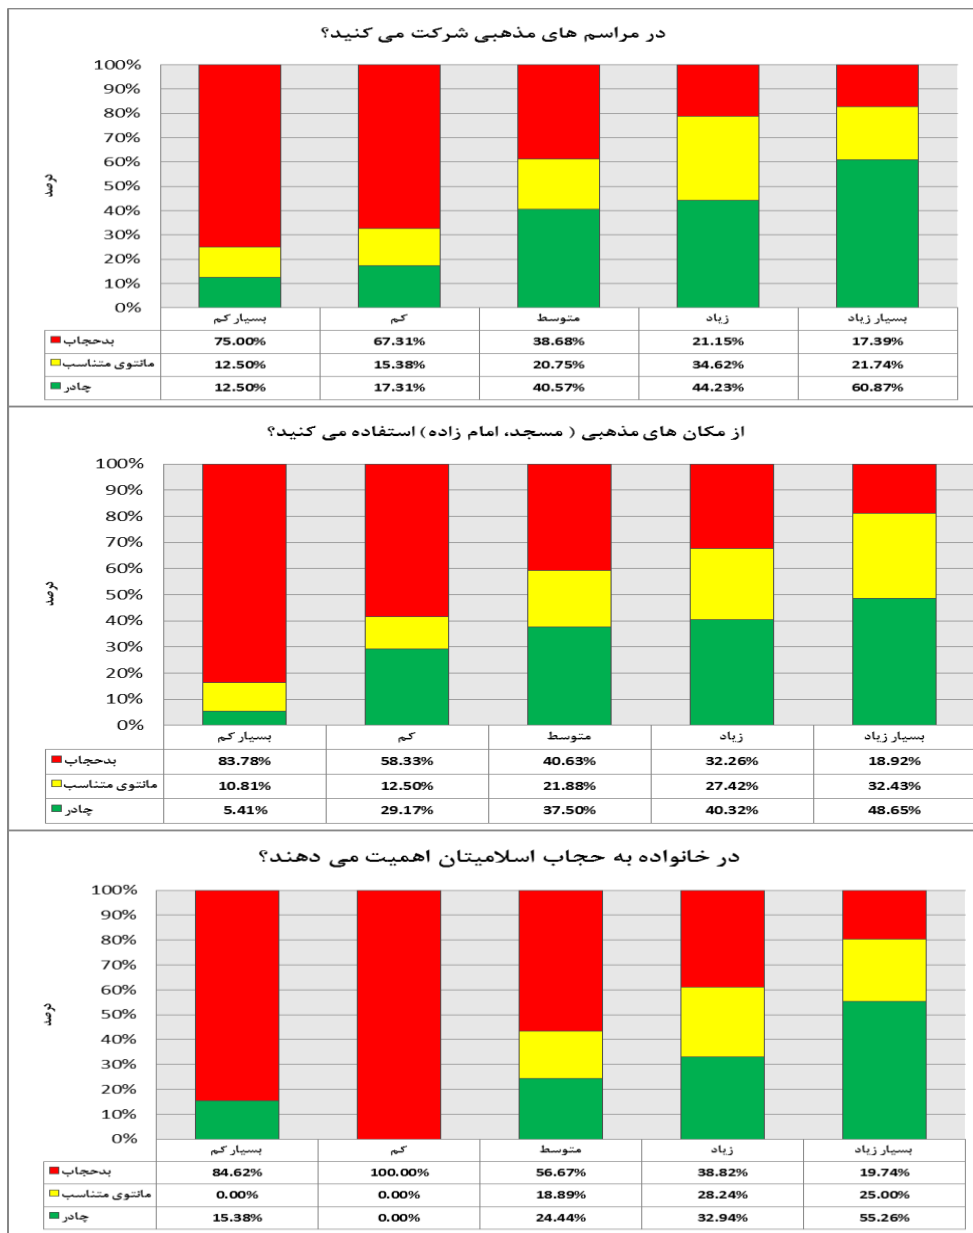 در مراسم های مذهبی شرکت می کنید؟
100%
90%
80%
70%
60%
50%
40%
30%
20%
10%
0%
درصد
بسیار کم کم متوسط زیاد بسیار زیاد
بدحجاب 75.00% 67.31% 38.68% 21.15% 17.39%
مانتوی متناسب 12.50% 15.38% 20.75% 34.62% 21.74%
چادر 12.50% 17.31% 40.57% 44.23% 60.87%
از مکان های مذهبی ( مسجد، امام زاده) استفاده می کنید؟
100%
90%
80%
70%
60%
50%
40%
30%
20%
10%
0%
درصد
بسیار کم کم متوسط زیاد بسیار زیاد
بدحجاب 83.78% 58.33% 40.63% 32.26% 18.92%
مانتوی متناسب 10.81% 12.50% 21.88% 27.42% 32.43%
چادر 5.41% 29.17% 37.50% 40.32% 48.65%
در خانواده به حجاب اسلامیتان اهمیت می دهند؟
100%
90%
80%
70%
60%
50%
40%
30%
20%
10%
0%
درصد
بسیار کم کم متوسط زیاد بسیار زیاد
بدحجاب 84.62% 100.00% 56.67% 38.82% 19.74%
مانتوی متناسب 0.00% 0.00% 18.89% 28.24% 25.00%
چادر 15.38% 0.00% 24.44% 32.94% 55.26%